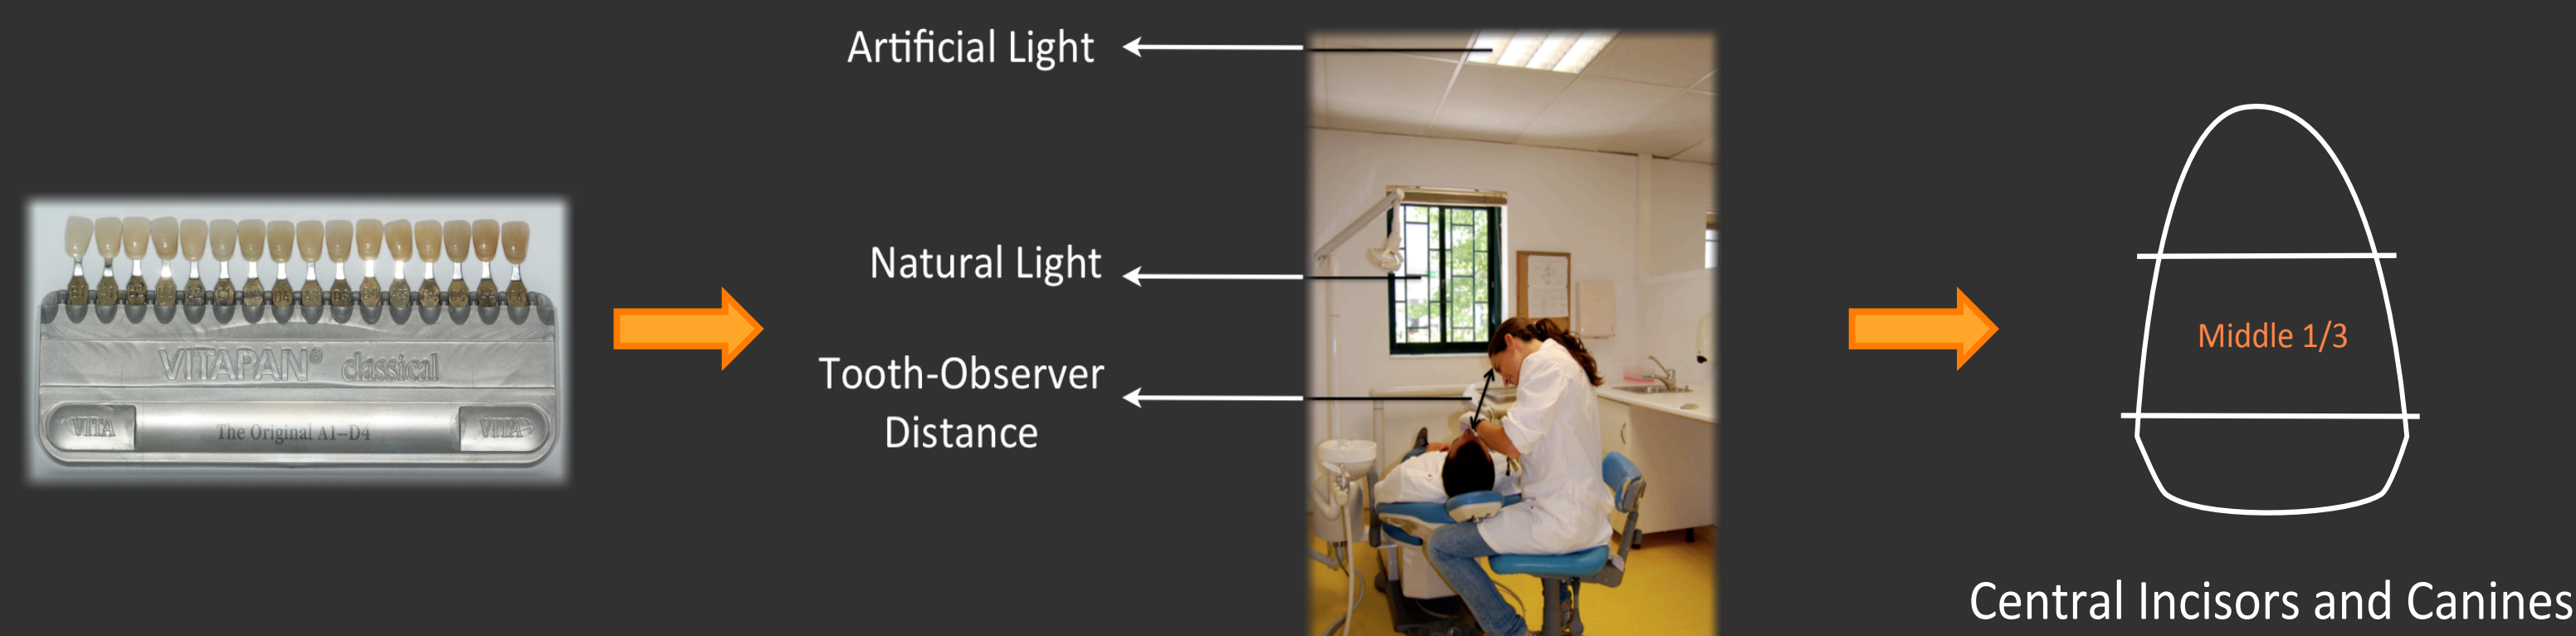 Artificial Light
Natural Light
Tooth-Observer
Distance
VITAPAN® classical
VITA
The Original A1–D4
VITA
Middle 1/3
Central Incisors and Canines